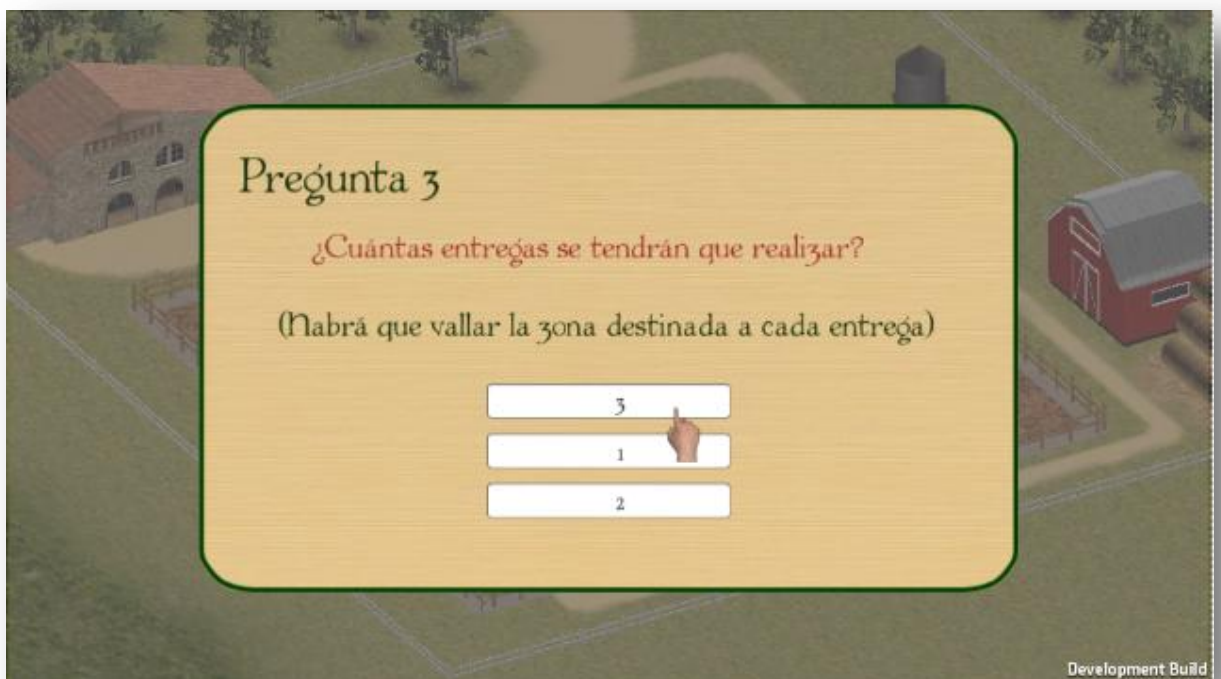 Pregunta 3
¿Cuántas entregas se tendrán que realizar?
(Habrá que vallar la zona destinada a cada entrega)
3
1
2
Development Build